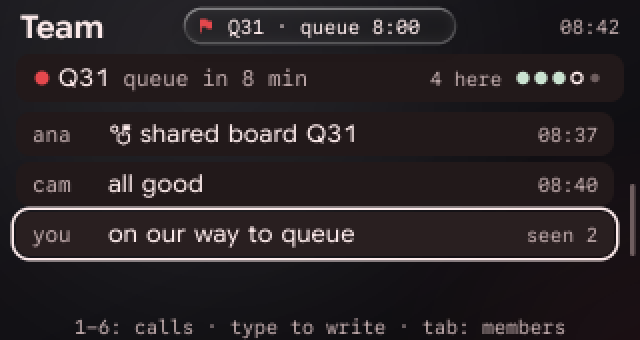 Team Q31 · queue 8:00 08:42
Q31 queue in 8 min 4 here
ana shared board Q31 08:37
cam all good 08:40
you on our way to queue seen 2
1-6: calls · type to write · tab: members